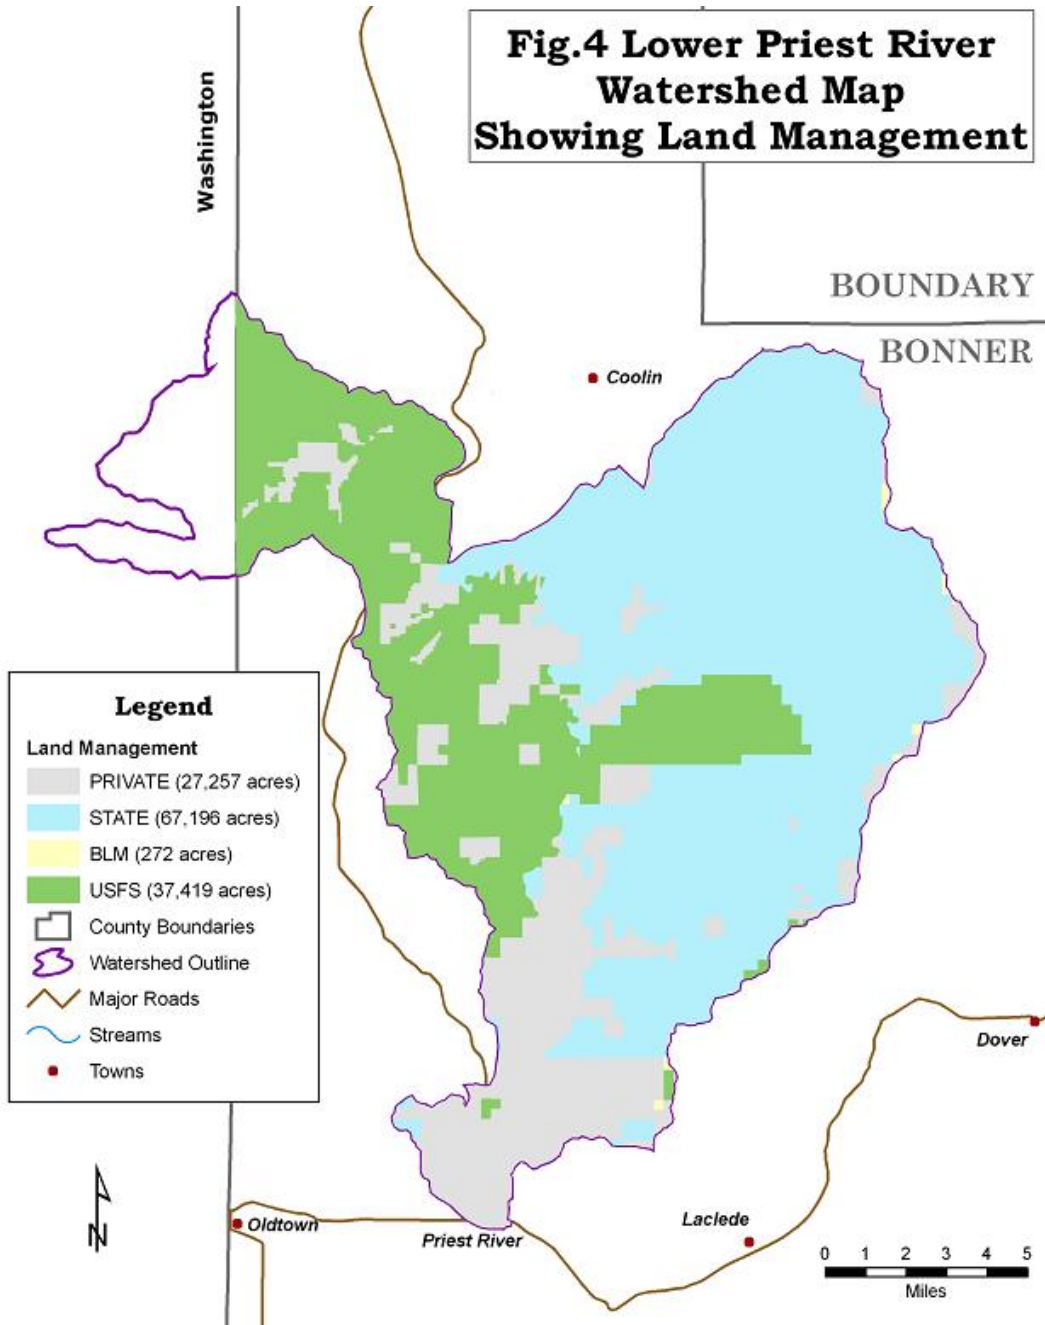 Fig.4 Lower Priest River
Watershed Map
Showing Land Management
Washington
BOUNDARY
BONNER
Coolin
Legend
Land Management
PRIVATE (27,257 acres)
STATE (67,196 acres)
BLM (272 acres)
USFS (37,419 acres)
County Boundaries
Watershed Outline
Major Roads
Streams
Towns
Dover
N
Oldtown
Priest River
Laclede
0 1 2 3 4 5
Miles